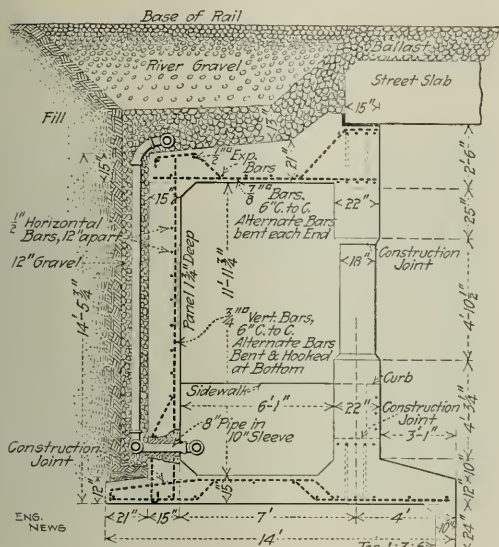 Base of Rail
Ballast
River Gravel
Street Slab
Fill
15"
13"
21"
2'-6"
15"
1/2"□ Exp.
Bars
7/8"□ Bars.
6" C. to C.
Alternate Bars
bent each End
15"
22"
25"
1/2" Horizontal
Bars, 12" apart
18"
Construction
Joint
12" Gravel
14'-5 3/4"
Panel 1 3/4" Deep
11'-11 3/4"
4'-10 1/2"
3/4"□ Vert. Bars,
6" C. to C.
Alternate Bars
Bent & Hooked
at Bottom
Sidewalk
Curb
6'-1"
22"
4'-3 1/4"
8" Pipe in
10" Sleeve
Construction
Joint
3'-1"
Construction
Joint
12"
15"
10"
12"
24"
ENG.
NEWS
21"
15"
7'
4'
10"
14'